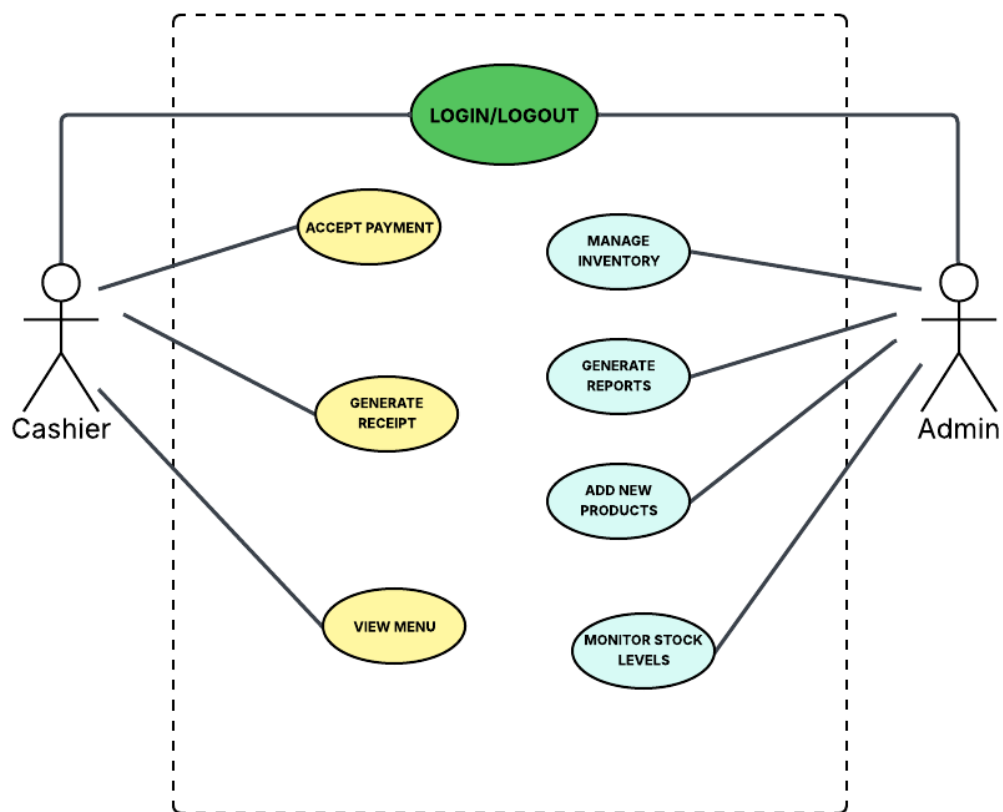 LOGIN/LOGOUT
ACCEPT PAYMENT
MANAGE
INVENTORY
GENERATE
REPORTS
GENERATE
RECEIPT
Cashier
Admin
ADD NEW
PRODUCTS
VIEW MENU
MONITOR STOCK
LEVELS